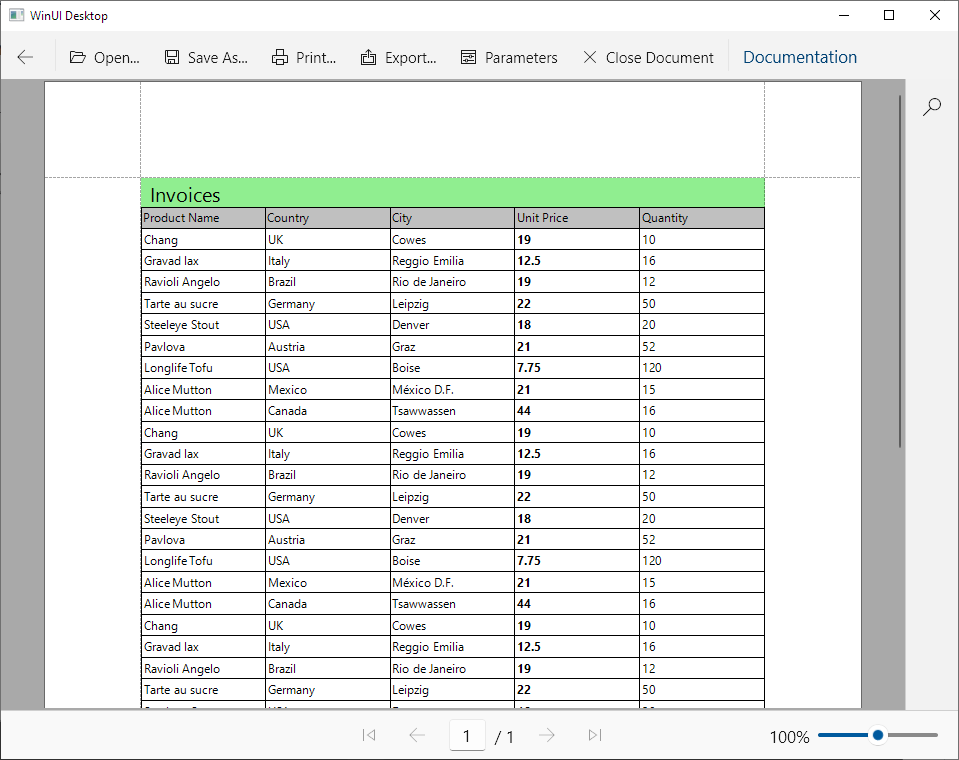 WinUI Desktop
Open... Save As... Print... Export... Parameters Close Document Documentation
Invoices
Product Name Country City Unit Price Quantity
Chang UK Cowes 19 10
Gravad lax Italy Reggio Emilia 12.5 16
Ravioli Angelo Brazil Rio de Janeiro 19 12
Tarte au sucre Germany Leipzig 22 50
Steeleye Stout USA Denver 18 20
Pavlova Austria Graz 21 52
Longlife Tofu USA Boise 7.75 120
Alice Mutton Mexico México D.F. 21 15
Alice Mutton Canada Tsawwassen 44 16
Chang UK Cowes 19 10
Gravad lax Italy Reggio Emilia 12.5 16
Ravioli Angelo Brazil Rio de Janeiro 19 12
Tarte au sucre Germany Leipzig 22 50
Steeleye Stout USA Denver 18 20
Pavlova Austria Graz 21 52
Longlife Tofu USA Boise 7.75 120
Alice Mutton Mexico México D.F. 21 15
Alice Mutton Canada Tsawwassen 44 16
Chang UK Cowes 19 10
Gravad lax Italy Reggio Emilia 12.5 16
Ravioli Angelo Brazil Rio de Janeiro 19 12
Tarte au sucre Germany Leipzig 22 50
1 / 1 100%